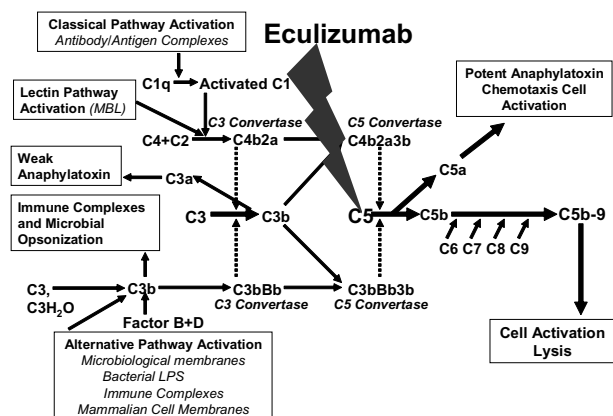 Classical Pathway Activation
Antibody/Antigen Complexes
Eculizumab
C1q
Activated C1
Potent Anaphylatoxin
Chemotaxis Cell
Activation
Lectin Pathway
Activation (MBL)
C3 Convertase
C5 Convertase
C4+C2
C4b2a
C4b2a3b
Weak
Anaphylatoxin
C3a
C5a
Immune Complexes
and Microbial
Opsonization
C3
C3b
C5
C5b
C5b-9
C6 C7 C8 C9
C3,
C3H2O
C3b
C3bBb
C3bBb3b
C3 Convertase
C5 Convertase
Factor B+D
Alternative Pathway Activation
Microbiological membranes
Bacterial LPS
Immune Complexes
Mammalian Cell Membranes
Cell Activation
Lysis